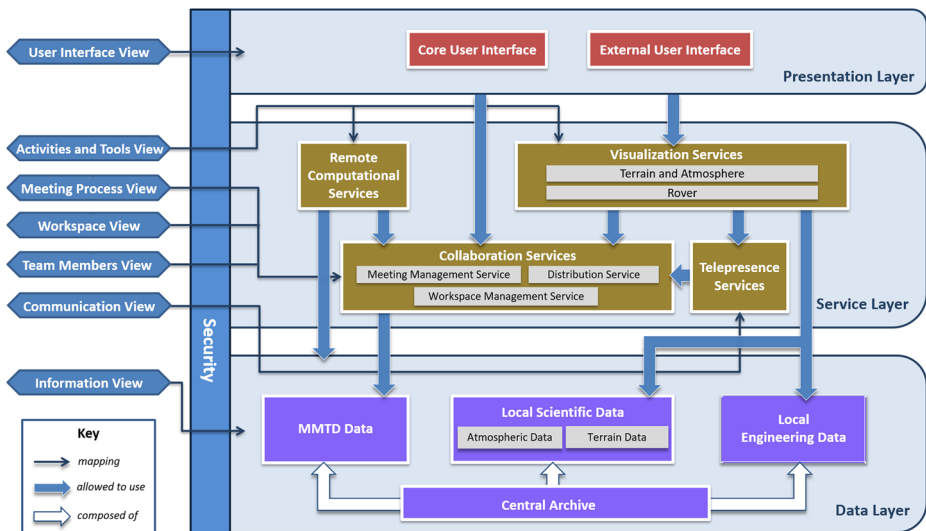 User Interface View
Core User Interface
External User Interface
Presentation Layer
Activities and Tools View
Meeting Process View
Workspace View
Team Members View
Communication View
Information View
Security
Remote
Computational
Services
Visualization Services
Terrain and Atmosphere
Rover
Collaboration Services
Meeting Management Service
Distribution Service
Workspace Management Service
Telepresence
Services
Service Layer
MMTD Data
Local Scientific Data
Atmospheric Data
Terrain Data
Local
Engineering Data
Central Archive
Data Layer
Key
mapping
allowed to use
composed of